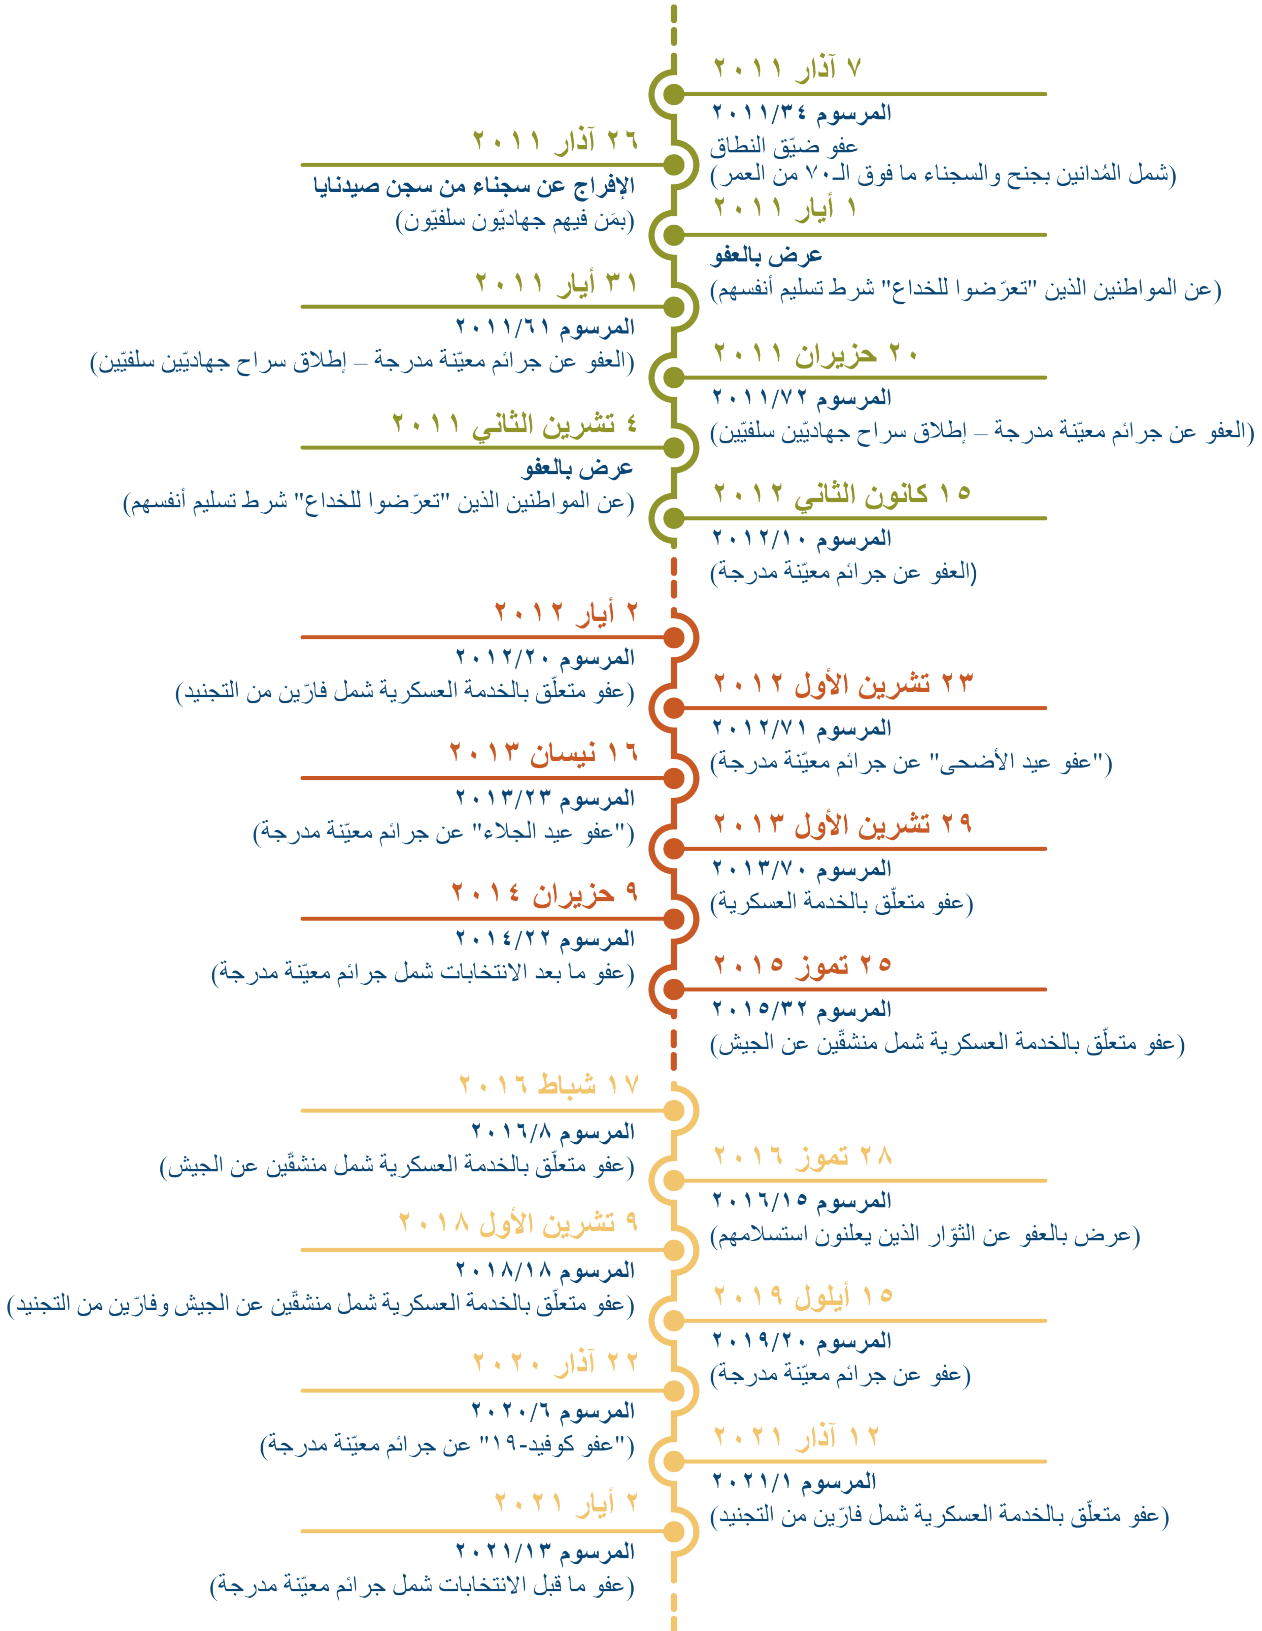 ٧ آذار ٢٠١١
المرسوم ٢٠١١/٣٤
عفو ضيّق النطاق
(شمل المُدانين بجنح والسجناء ما فوق الـ٧٠ من العمر)
٢٦ آذار ٢٠١١
الإفراج عن سجناء من سجن صيدنايا
(بمَن فيهم جهاديّون سلفيّون)
١ أيار ٢٠١١
عرض بالعفو
(عن المواطنين الذين "تعرّضوا للخداع" شرط تسليم أنفسهم)
٣١ أيار ٢٠١١
المرسوم ٢٠١١/٦١
(العفو عن جرائم معيّنة مدرجة – إطلاق سراح جهاديّين سلفيّين)
٢٠ حزيران ٢٠١١
المرسوم ٢٠١١/٧٢
(العفو عن جرائم معيّنة مدرجة – إطلاق سراح جهاديّين سلفيّين)
٤ تشرين الثاني ٢٠١١
عرض بالعفو
(عن المواطنين الذين "تعرّضوا للخداع" شرط تسليم أنفسهم)
١٥ كانون الثاني ٢٠١٢
المرسوم ٢٠١٢/١٠
(العفو عن جرائم معيّنة مدرجة)
٢ أيار ٢٠١٢
المرسوم ٢٠١٢/٢٠
(عفو متعلّق بالخدمة العسكرية شمل فارّين من التجنيد)
٢٣ تشرين الأول ٢٠١٢
المرسوم ٢٠١٢/٧١
("عفو عيد الأضحى" عن جرائم معيّنة مدرجة)
١٦ نيسان ٢٠١٣
المرسوم ٢٠١٣/٢٣
("عفو عيد الجلاء" عن جرائم معيّنة مدرجة)
٢٩ تشرين الأول ٢٠١٣
المرسوم ٢٠١٣/٧٠
(عفو متعلّق بالخدمة العسكرية)
٩ حزيران ٢٠١٤
المرسوم ٢٠١٤/٢٢
(عفو ما بعد الانتخابات شمل جرائم معيّنة مدرجة)
٢٥ تموز ٢٠١٥
المرسوم ٢٠١٥/٣٢
(عفو متعلّق بالخدمة العسكرية شمل منشقّين عن الجيش)
١٧ شباط ٢٠١٦
المرسوم ٢٠١٦/٨
(عفو متعلّق بالخدمة العسكرية شمل منشقّين عن الجيش)
٢٨ تموز ٢٠١٦
المرسوم ٢٠١٦/١٥
(عرض بالعفو عن الثوّار الذين يعلنون استسلامهم)
٩ تشرين الأول ٢٠١٨
المرسوم ٢٠١٨/١٨
(عفو متعلّق بالخدمة العسكرية شمل منشقّين عن الجيش وفارّين من التجنيد)
١٥ أيلول ٢٠١٩
المرسوم ٢٠١٩/٢٠
(عفو عن جرائم معيّنة مدرجة)
٢٢ آذار ٢٠٢٠
المرسوم ٢٠٢٠/٦
("عفو كوفيد-١٩" عن جرائم معيّنة مدرجة)
١٢ آذار ٢٠٢١
المرسوم ٢٠٢١/١
(عفو متعلّق بالخدمة العسكرية شمل فارّين من التجنيد)
٢ أيار ٢٠٢١
المرسوم ٢٠٢١/١٣
(عفو ما قبل الانتخابات شمل جرائم معيّنة مدرجة)